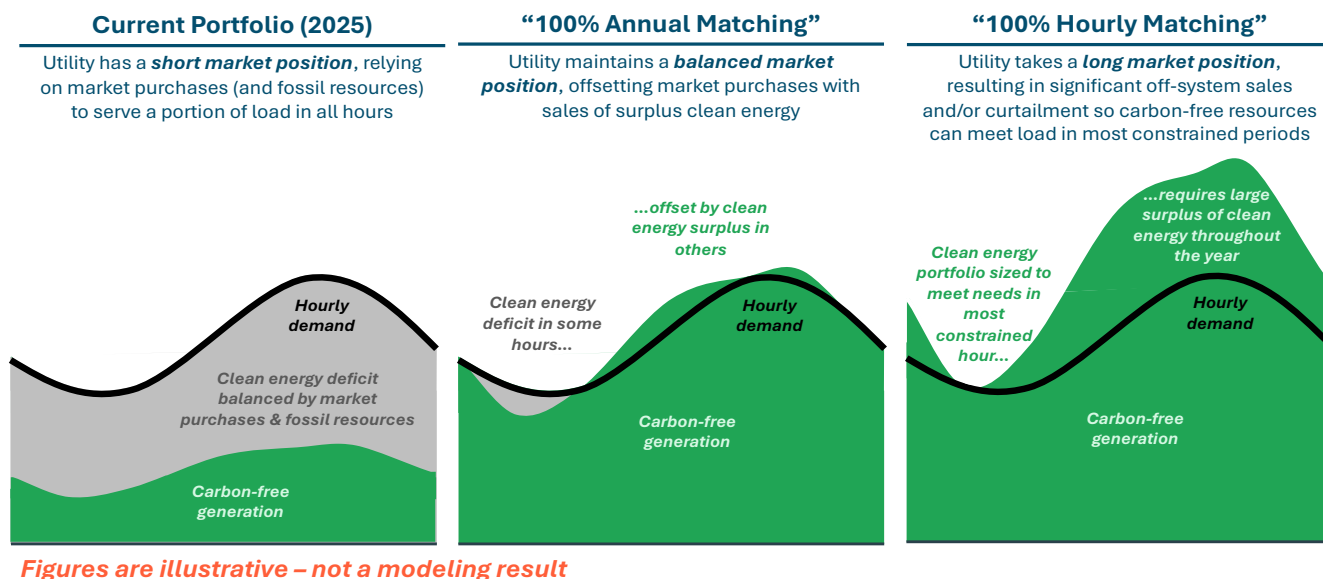 Current Portfolio (2025)
Utility has a short market position, relying
on market purchases (and fossil resources)
to serve a portion of load in all hours
Hourly
demand
Clean energy deficit
balanced by market
purchases & fossil resources
Carbon-free
generation
“100% Annual Matching”
Utility maintains a balanced market
position, offsetting market purchases with
sales of surplus clean energy
...offset by clean
energy surplus in
others
Clean energy
deficit in some
hours...
Hourly
demand
Carbon-free
generation
“100% Hourly Matching”
Utility takes a long market position,
resulting in significant off-system sales
and/or curtailment so carbon-free resources
can meet load in most constrained periods
Clean energy
portfolio sized to
meet needs in
most
constrained
hour...
...requires large
surplus of clean
energy throughout
the year
Hourly
demand
Carbon-free
generation
Figures are illustrative – not a modeling result